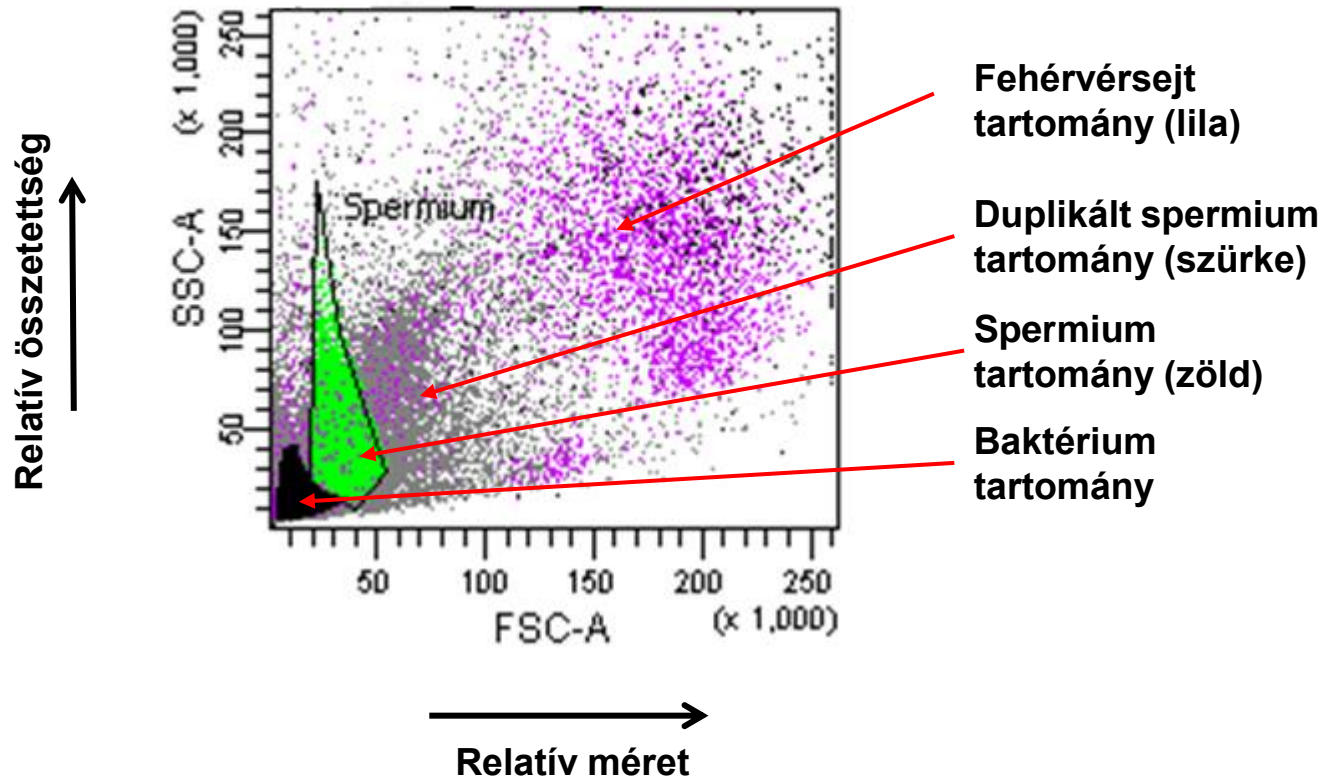 Relatív összetettség
SSC-A
(x 1,000)
250
200
150
100
50
Spermium
50 100 150 200 250
FSC-A
(x 1,000)
Relatív méret
Fehérvérsejt
tartomány (lila)
Duplikált spermium
tartomány (szürke)
Spermium
tartomány (zöld)
Baktérium
tartomány